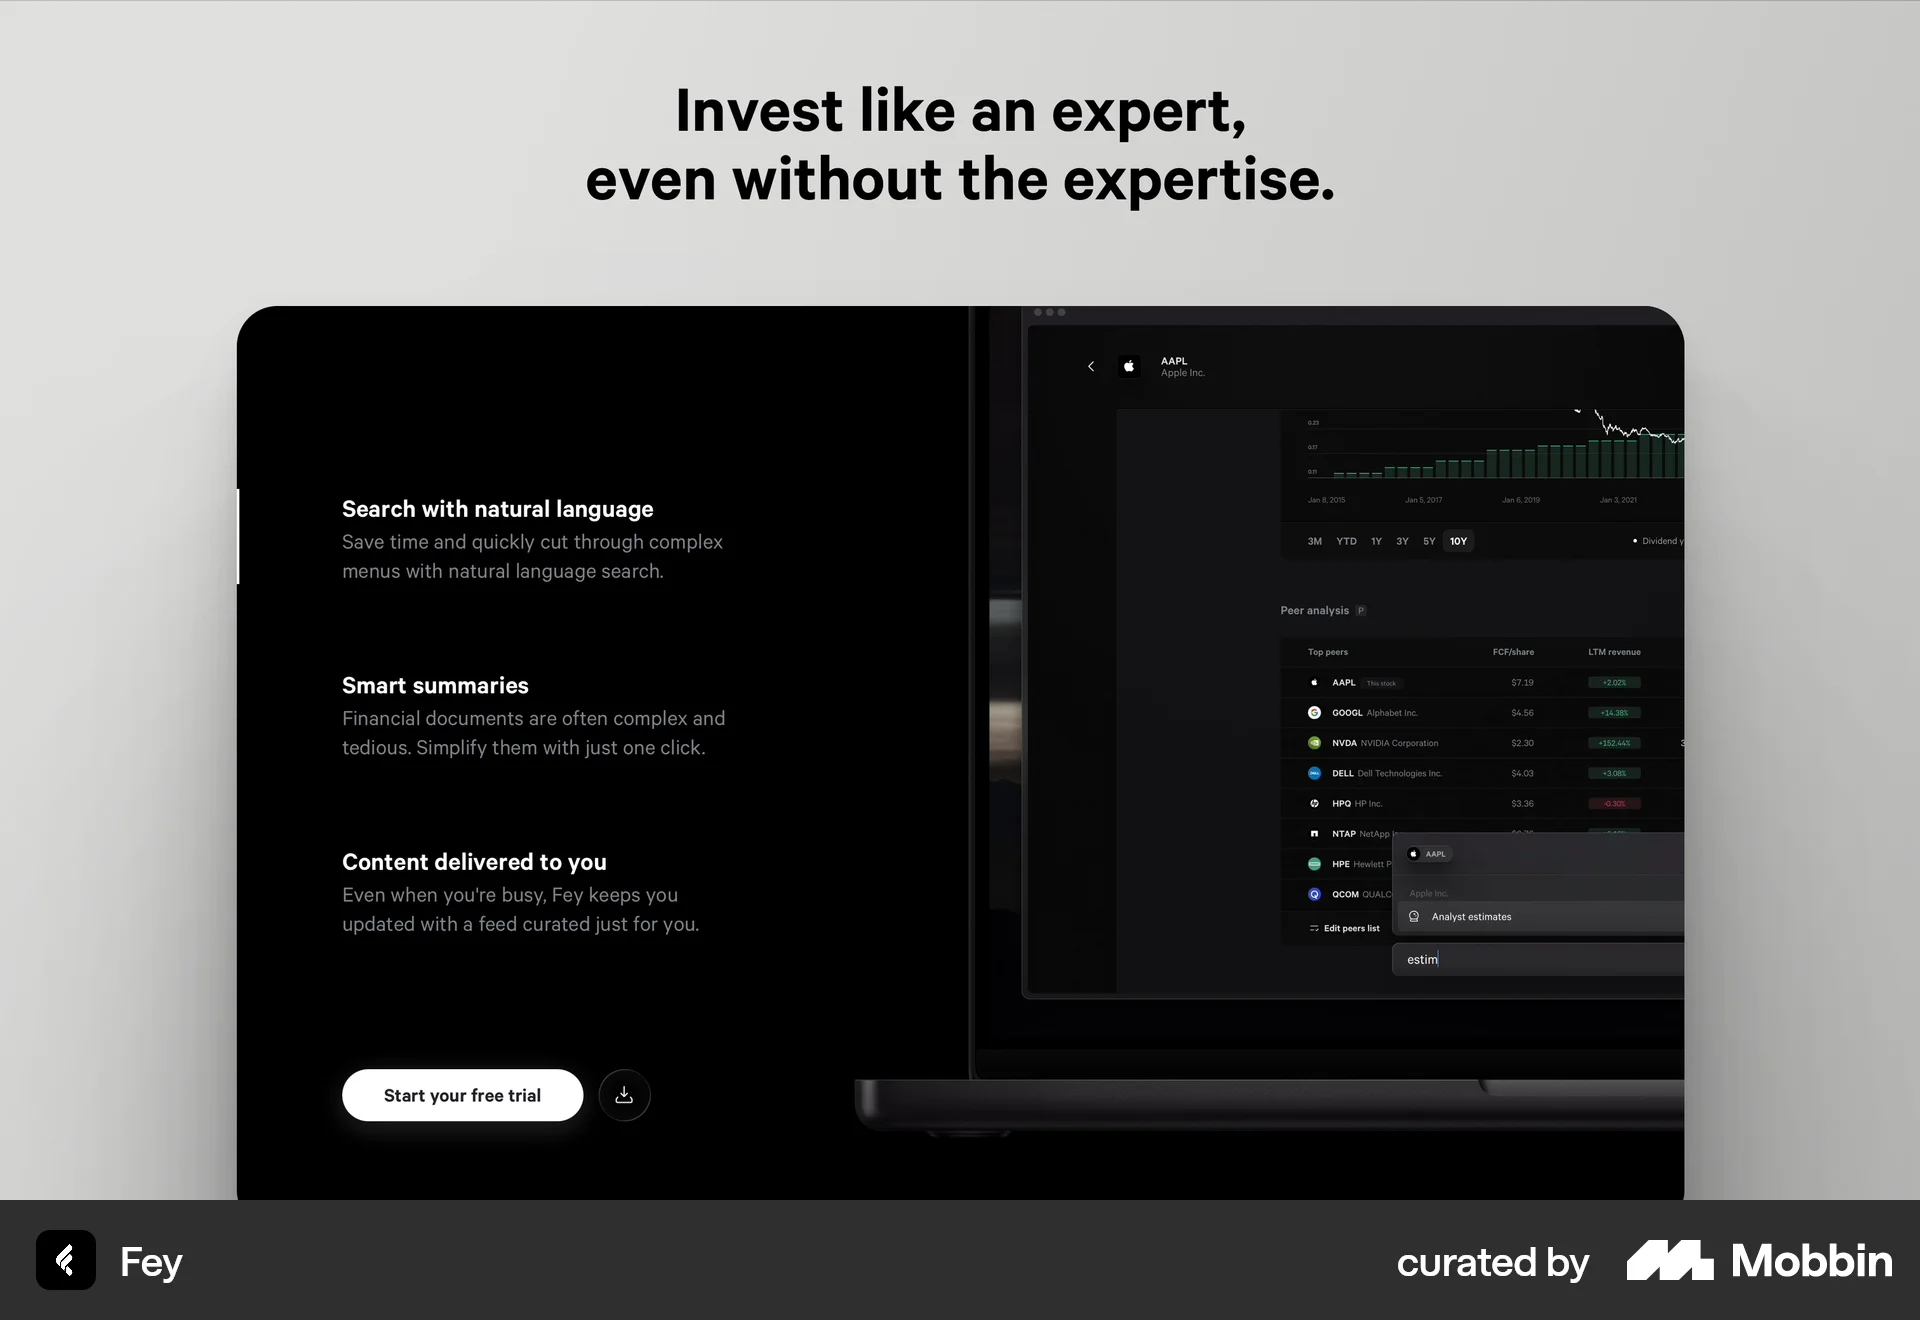 Invest like an expert,
even without the expertise.
Search with natural language
Save time and quickly cut through complex
menus with natural language search.
Smart summaries
Financial documents are often complex and
tedious. Simplify them with just one click.
Content delivered to you
Even when you're busy, Fey keeps you
updated with a feed curated just for you.
Start your free trial
AAPL
Apple Inc.
0.23
0.17
0.11
Jan 8, 2015 Jan 5, 2017 Jan 6, 2019 Jan 3, 2021
3M YTD 1Y 3Y 5Y 10Y Dividend y
Peer analysis P
Top peers FCF/share LTM revenue
AAPL This stock $7.19 +2.02%
GOOGL Alphabet Inc. $4.56 +14.38%
NVDA NVIDIA Corporation $2.30 +152.44%
DELL Dell Technologies Inc. $4.03 +3.08%
HPQ HP Inc. $3.36 -0.30%
NTAP NetApp
HPE Hewlett P
QCOM QUALC
Edit peers list
AAPL
Apple Inc.
Analyst estimates
estim
Fey
curated by Mobbin